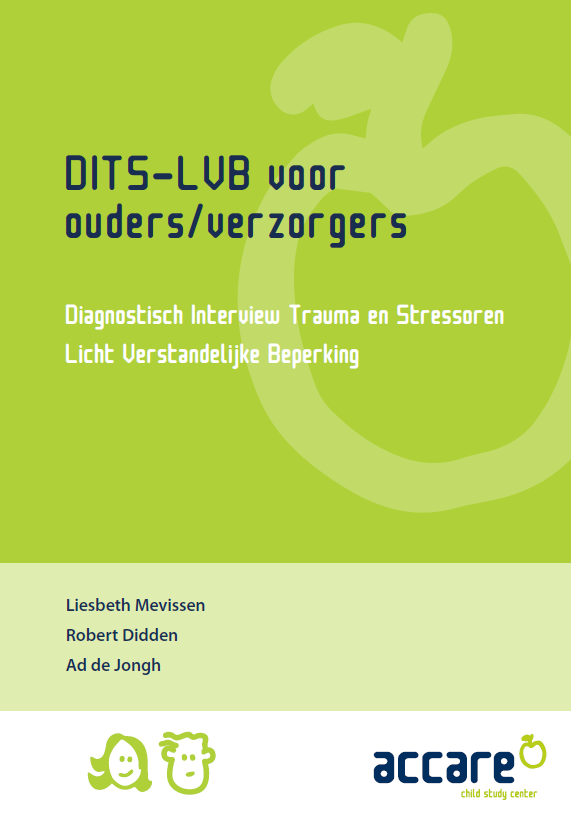 DITS-LVB voor
ouders/verzorgers
Diagnostisch Interview Trauma en Stressoren
Licht Verstandelijke Beperking
Liesbeth Mevissen
Robert Didden
Ad de Jongh
accare
child study center